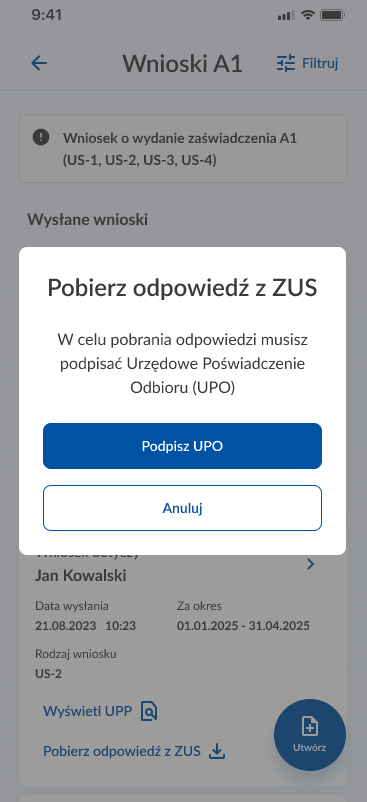 9:41
Wnioski A1
Filtruj
Wniosek o wydanie zaświadczenia A1
(US-1, US-2, US-3, US-4)
Wysłane wnioski
Pobierz odpowiedź z ZUS
W celu pobrania odpowiedzi musisz
podpisać Urzędowe Poświadczenie
Odbioru (UPO)
Podpisz UPO
Anuluj
Wniosek dotyczy
Jan Kowalski
Data wysłania
Za okres
21.08.2023 10:23
01.01.2025 - 31.04.2025
Rodzaj wniosku
US-2
Wyświetl UPP
Utwórz
Pobierz odpowiedź z ZUS